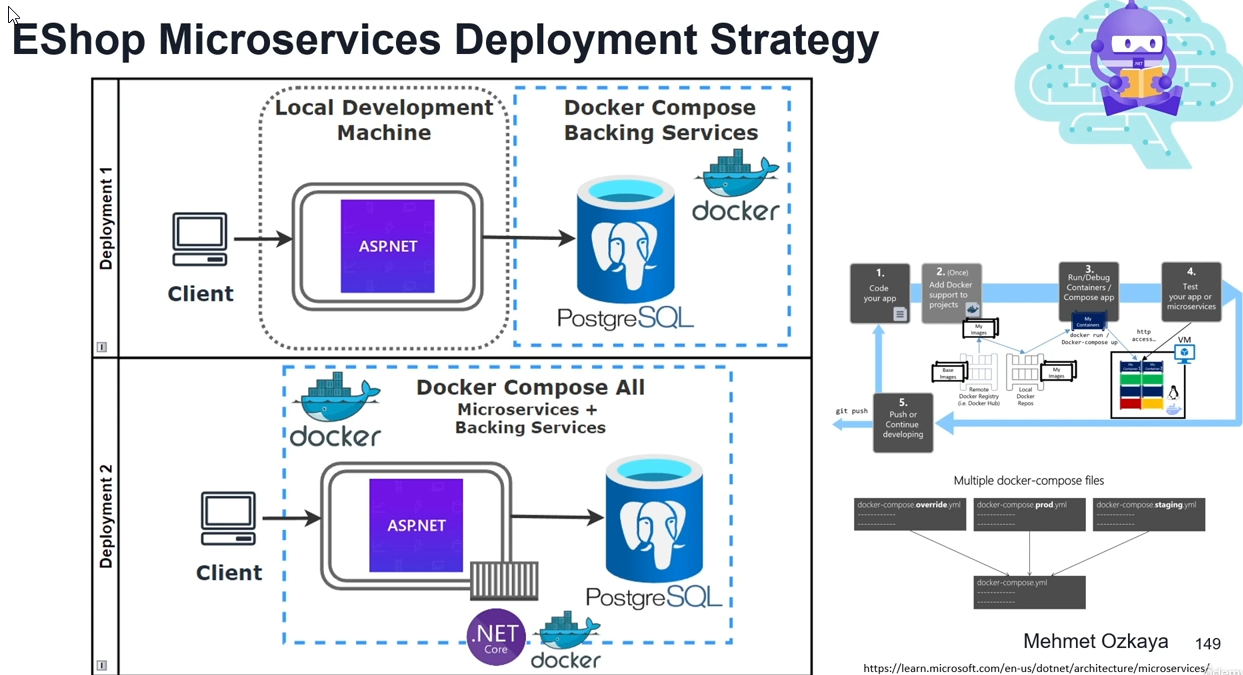 EShop Microservices Deployment Strategy
.NET
Deployment 1
Local Development
Machine
Docker Compose
Backing Services
docker
ASP.NET
Client
PostgreSQL
Deployment 2
docker
Docker Compose All
Microservices +
Backing Services
ASP.NET
Client
PostgreSQL
.NET
Core
docker
1.
Code
your app
2. (Once)
Add Docker
support to
projects
3.
Run/Debug
Containers /
Compose app
4.
Test
your app or
microservices
My
Images
My
Containers
docker run /
Docker-compose up
http
access…
VM
Base
Images
My
Images
Remote
Docker Registry
(i.e. Docker Hub)
Local
Docker
Repos
5.
Push or
Continue
developing
git push
Multiple docker-compose files
docker-compose.override.yml
docker-compose.prod.yml
docker-compose.staging.yml
docker-compose.yml
Mehmet Ozkaya
149
https://learn.microsoft.com/en-us/dotnet/architecture/microservices/